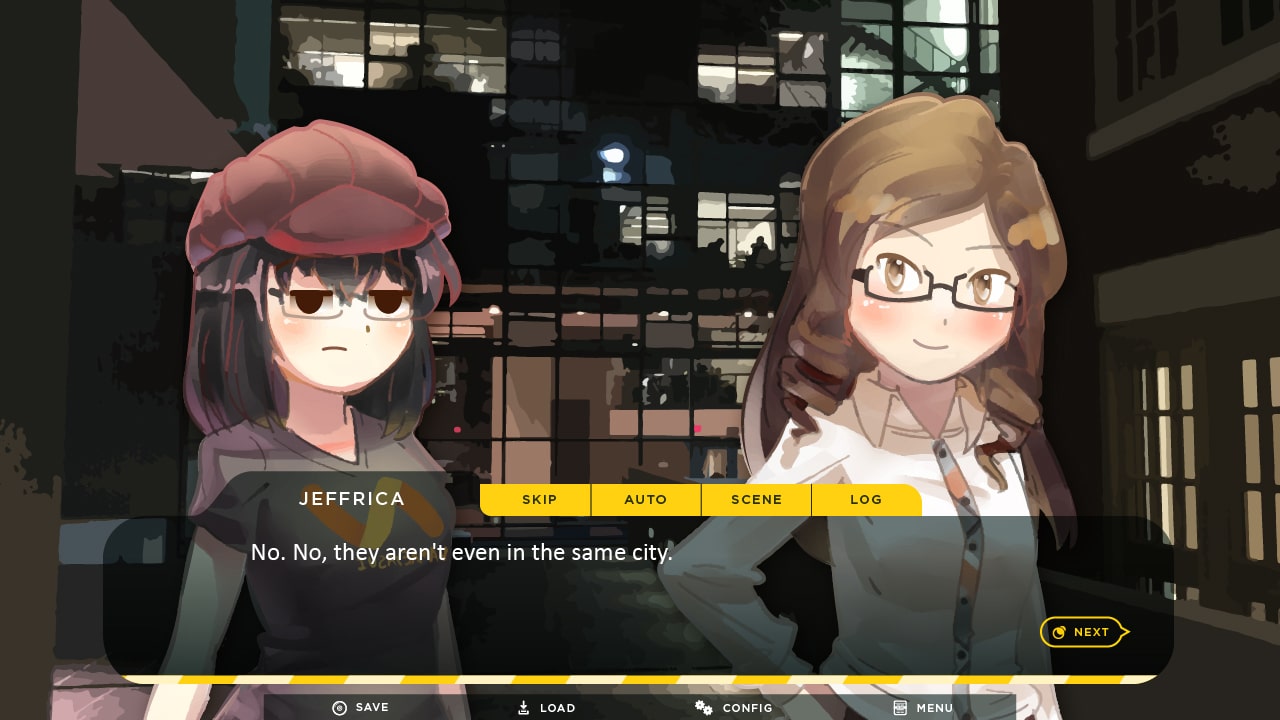 JEFFRICA
SKIP
AUTO
SCENE
LOG
No. No, they aren't even in the same city.
NEXT
SAVE
LOAD
CONFIG
MENU